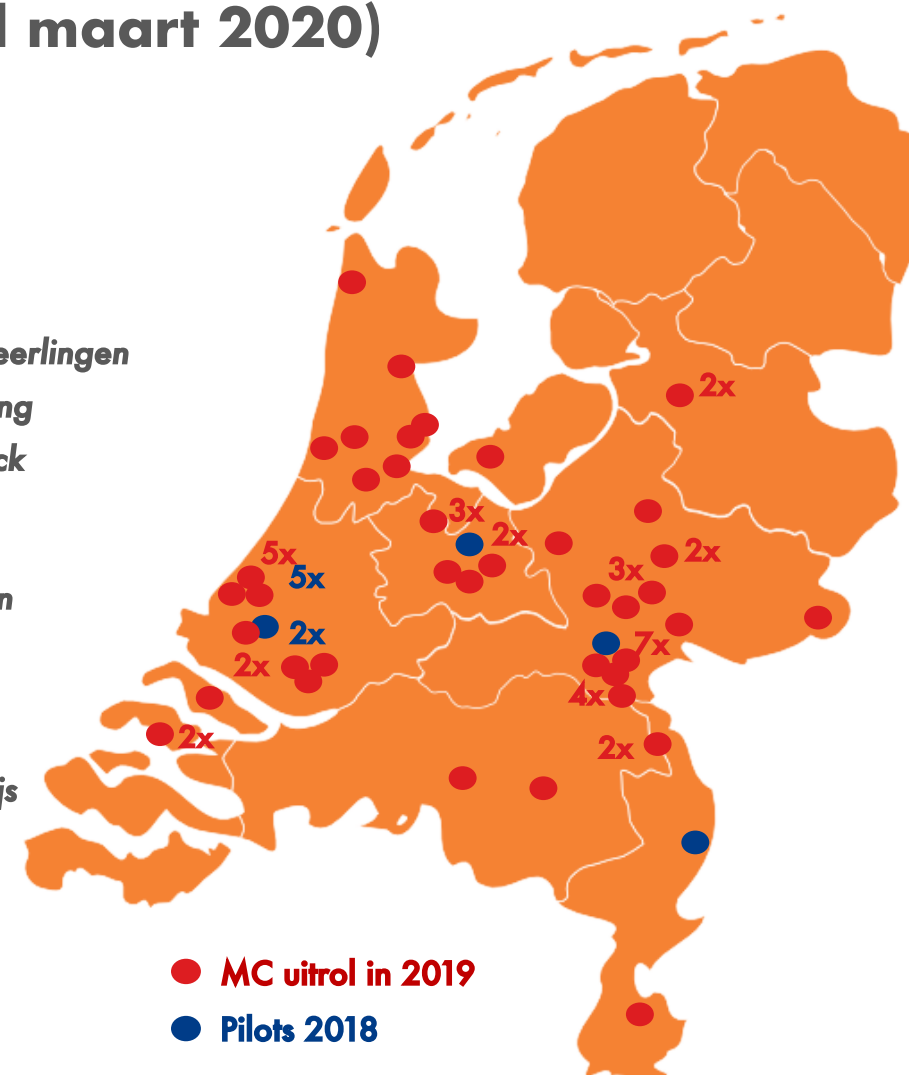 maart 2020)
eerlingen
2x
ng
ck
3x
2x
2x
5x
3x
5x
n
2x
7x
2x
4x
2x
2x
js
MC uitrol in 2019
Pilots 2018